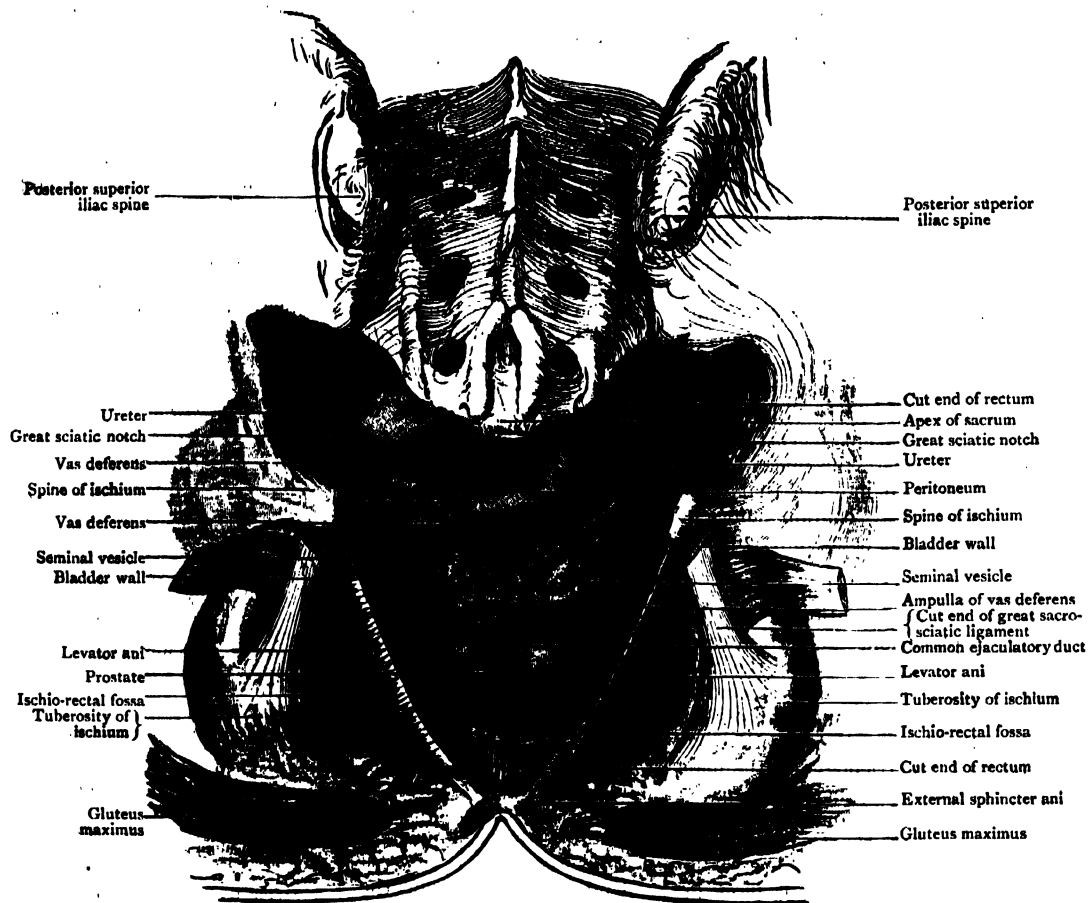 Posterior superior
iliac spine
Ureter
Great sciatic notch
Vas deferens
Spine of ischium
Vas deferens
Seminal vesicle
Bladder wall
Levator ani
Prostate
Ischio-rectal fossa
Tuberosity of
ischium
Gluteus
maximus
Posterior superior
iliac spine
Cut end of rectum
Apex of sacrum
Great sciatic notch
Ureter
Peritoneum
Spine of ischium
Bladder wall
Seminal vesicle
Ampulla of vas deferens
Cut end of great sacro-
sciatic ligament
Common ejaculatory duct
Levator ani
Tuberosity of ischium
Ischio-rectal fossa
Cut end of rectum
External sphincter ani
Gluteus maximus